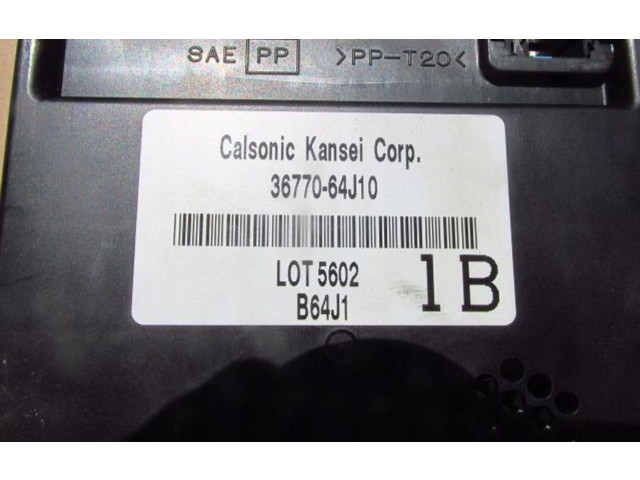 SAE PP >PP-T20<
Calsonic Kansei Corp.
36770-64J10
LOT 5602
B64J1
1B